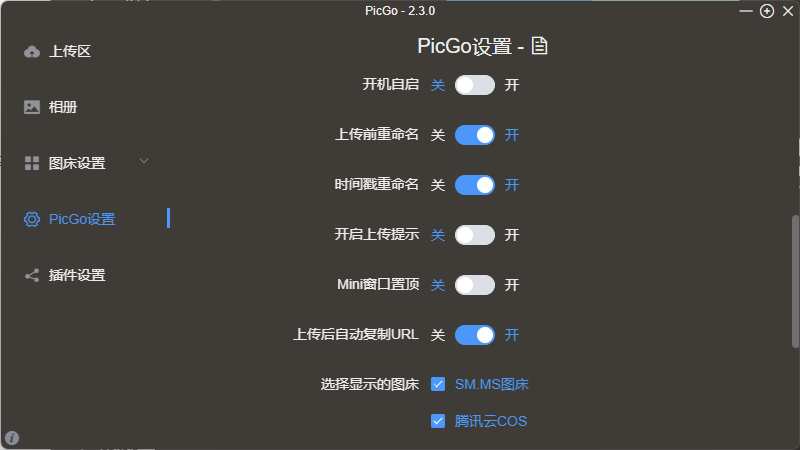 PicGo - 2.3.0
上传区
相册
图床设置
PicGo设置
插件设置
PicGo设置 -
开机自启 关 开
上传前重命名 关 开
时间戳重命名 关 开
开启上传提示 关 开
Mini窗口置顶 关 开
上传后自动复制URL 关 开
选择显示的图床 SM.MS图床
腾讯云COS